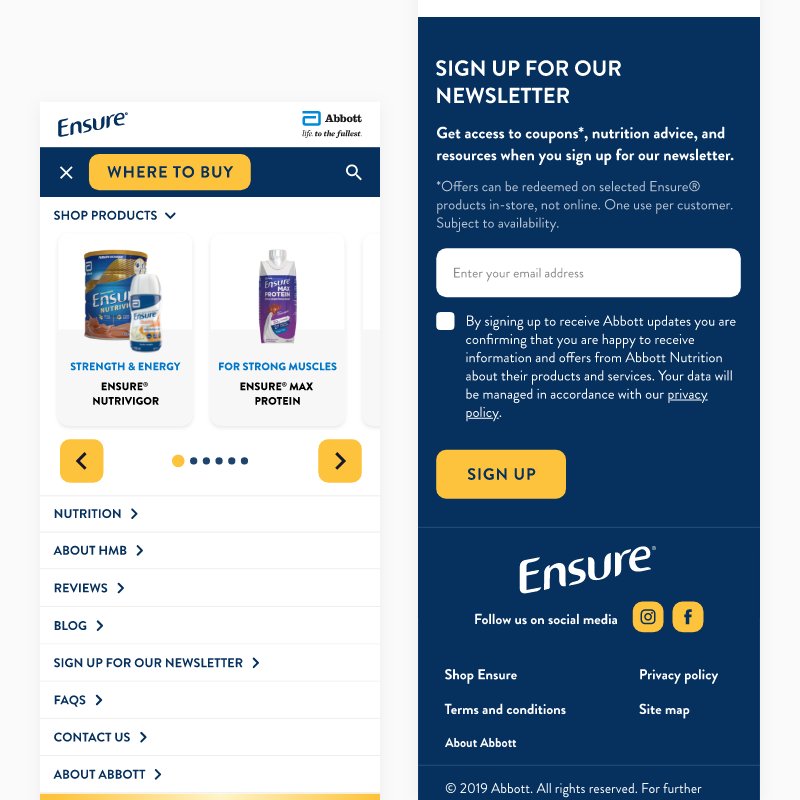 Ensure®
Abbott
life. to the fullest.
WHERE TO BUY
SHOP PRODUCTS
Ensure
NUTRIVI
Ensure
Ensure
MAX
PROTEIN
STRENGTH & ENERGY
ENSURE®
NUTRIVIGOR
FOR STRONG MUSCLES
ENSURE® MAX
PROTEIN
NUTRITION
ABOUT HMB
REVIEWS
BLOG
SIGN UP FOR OUR NEWSLETTER
FAQS
CONTACT US
ABOUT ABBOTT
SIGN UP FOR OUR
NEWSLETTER
Get access to coupons*, nutrition advice, and
resources when you sign up for our newsletter.
*Offers can be redeemed on selected Ensure®
products in-store, not online. One use per customer.
Subject to availability.
Enter your email address
By signing up to receive Abbott updates you are
confirming that you are happy to receive
information and offers from Abbott Nutrition
about their products and services. Your data will
be managed in accordance with our privacy
policy.
SIGN UP
Ensure®
Follow us on social media
Shop Ensure
Privacy policy
Terms and conditions
Site map
About Abbott
© 2019 Abbott. All rights reserved. For further